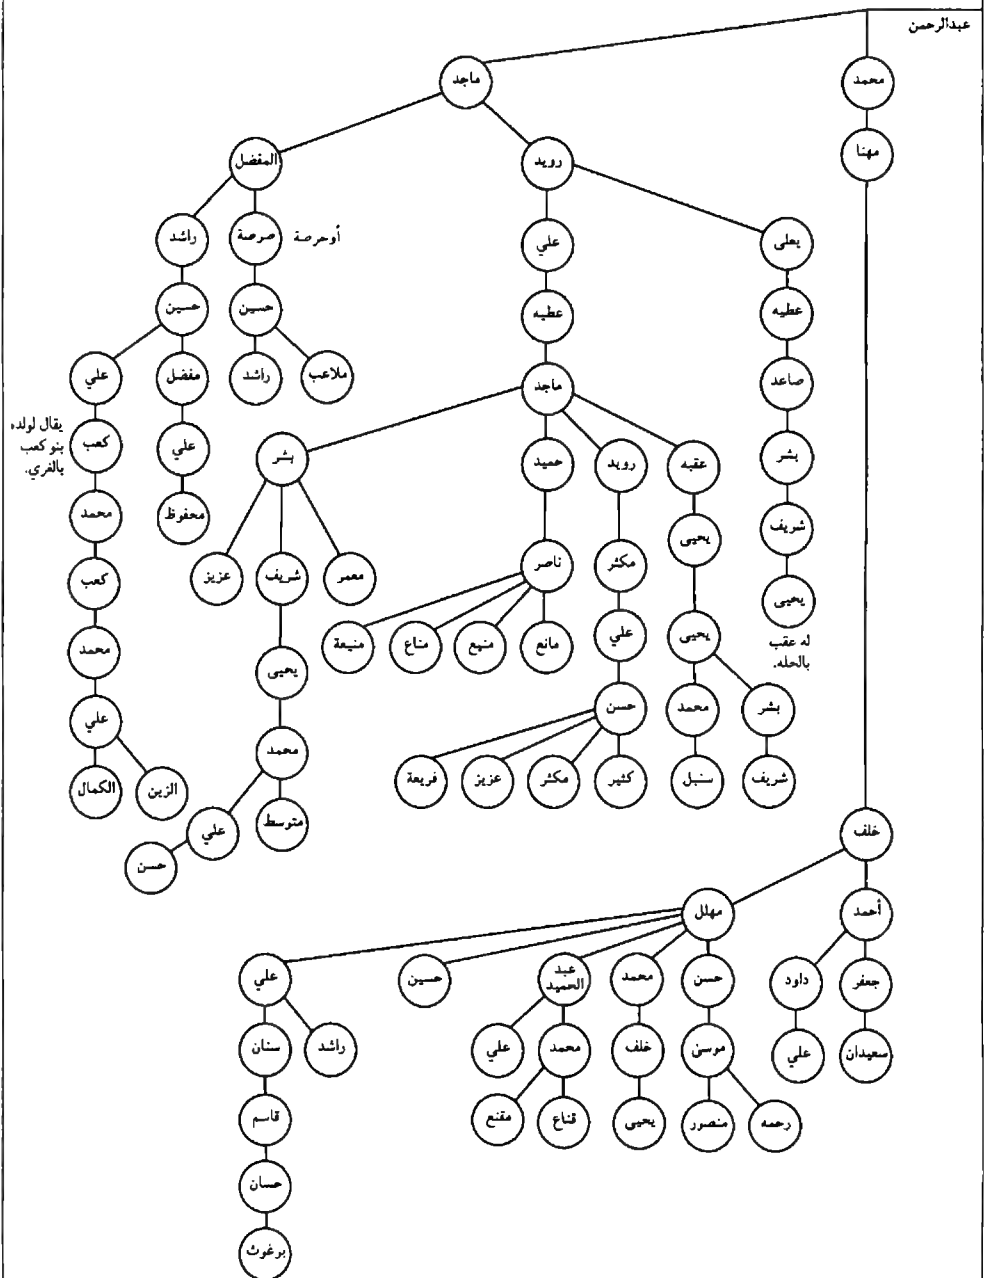 عبدالرحمن
محمد
ماجد
مهنا
رويد
المفضل
يعلى
علي
أوحرصة
صرصة
راشد
عطيه
عطيه
حسين
حسين
صاعد
ماجد
ملاعب
راشد
مفضل
علي
بشر
عقبه
رويد
حميد
بشر
علي
كعب
يقال لولده
بنو كعب
بالغري.
شريف
يحيى
محفوظ
محمد
يحيى
مكثر
ناصر
معمر
شريف
عزيز
كعب
له عقب
بالحله.
يحيى
علي
مانع
منيع
مناع
منيعة
محمد
يحيى
بشر
محمد
حسن
علي
محمد
شريف
سنبل
كثير
مكثر
عزيز
فريعة
الزين
الكمال
متوسط
علي
حسن
خلف
أحمد
مهلل
جعفر
داود
حسن
محمد
عبد
الحميد
حسين
علي
سعيدان
علي
موسى
خلف
محمد
علي
راشد
سنان
رحمه
منصور
يحيى
قناع
مقنع
قاسم
حسان
برغوث